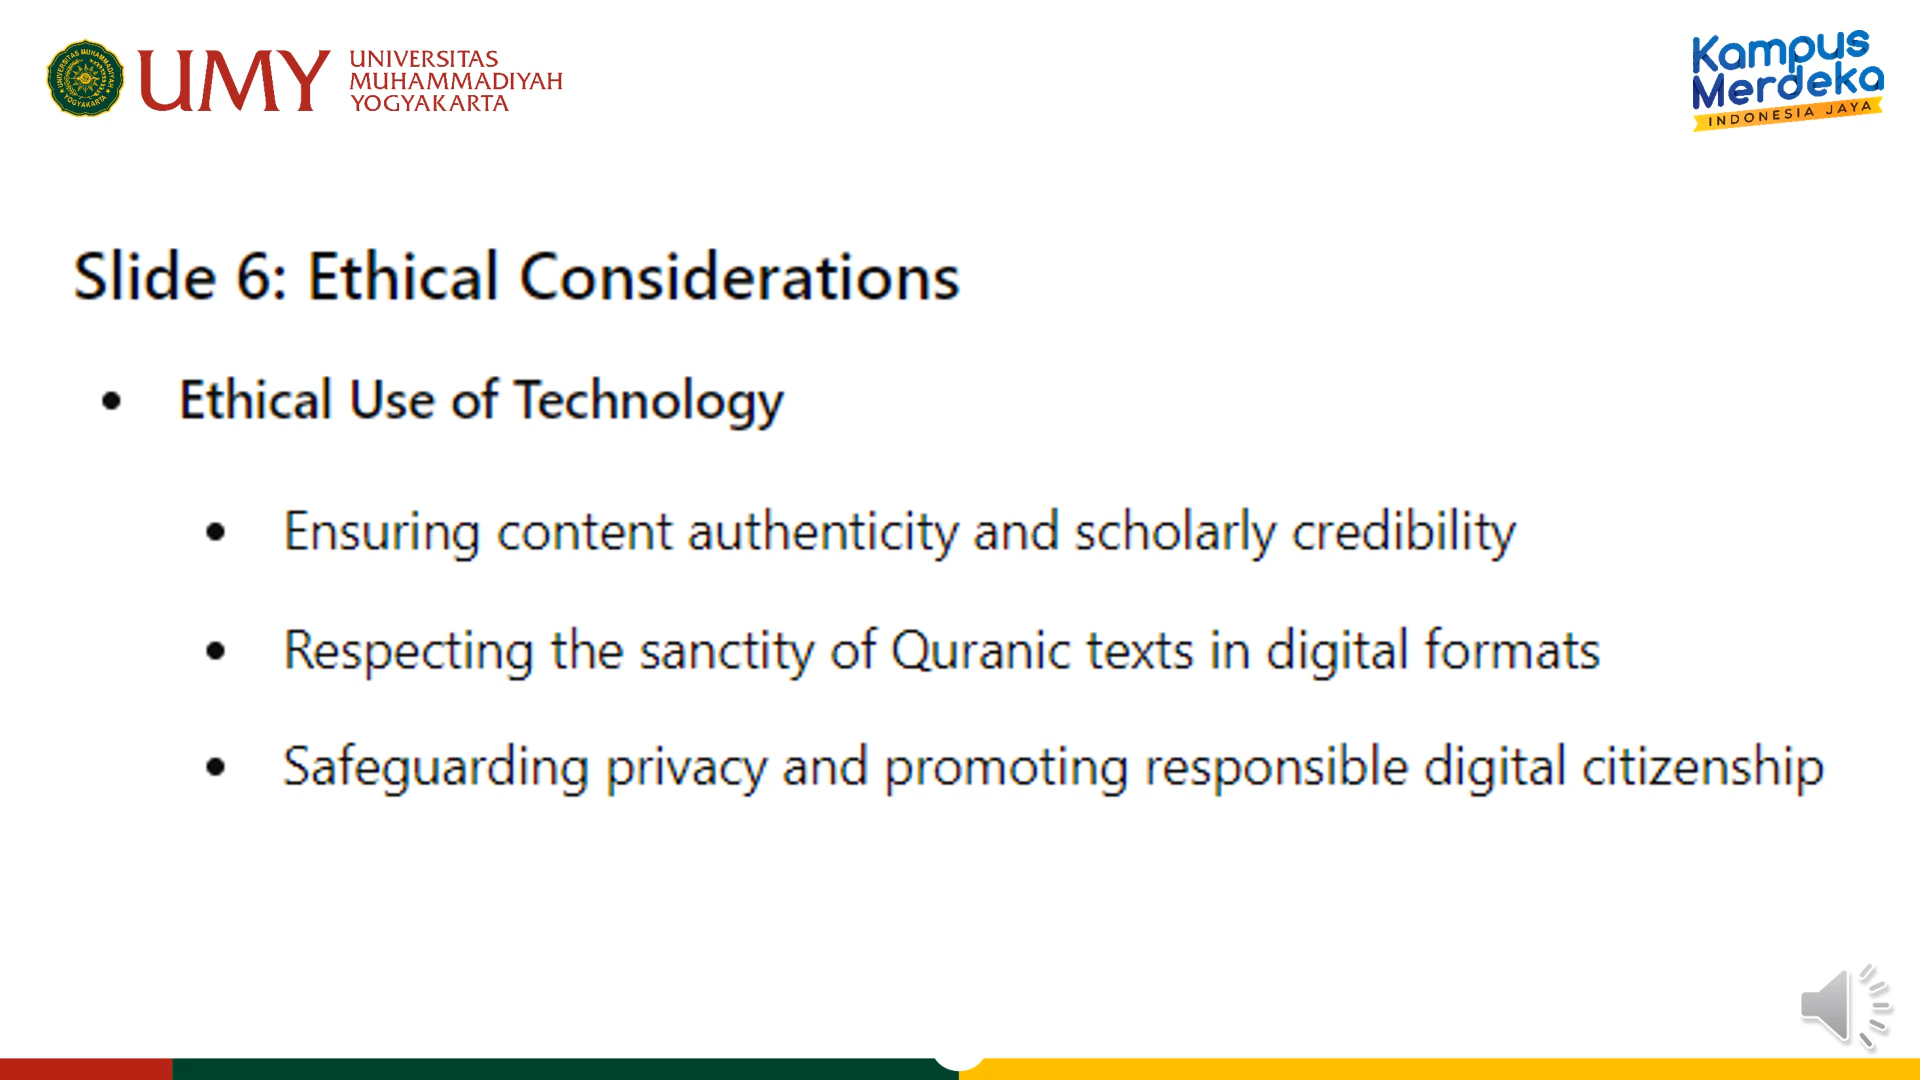 UMY
UNIVERSITAS
MUHAMMADIYAH
YOGYAKARTA
Kampus
Merdeka
INDONESIA JAYA
Slide 6: Ethical Considerations
• Ethical Use of Technology
• Ensuring content authenticity and scholarly credibility
• Respecting the sanctity of Quranic texts in digital formats
• Safeguarding privacy and promoting responsible digital citizenship